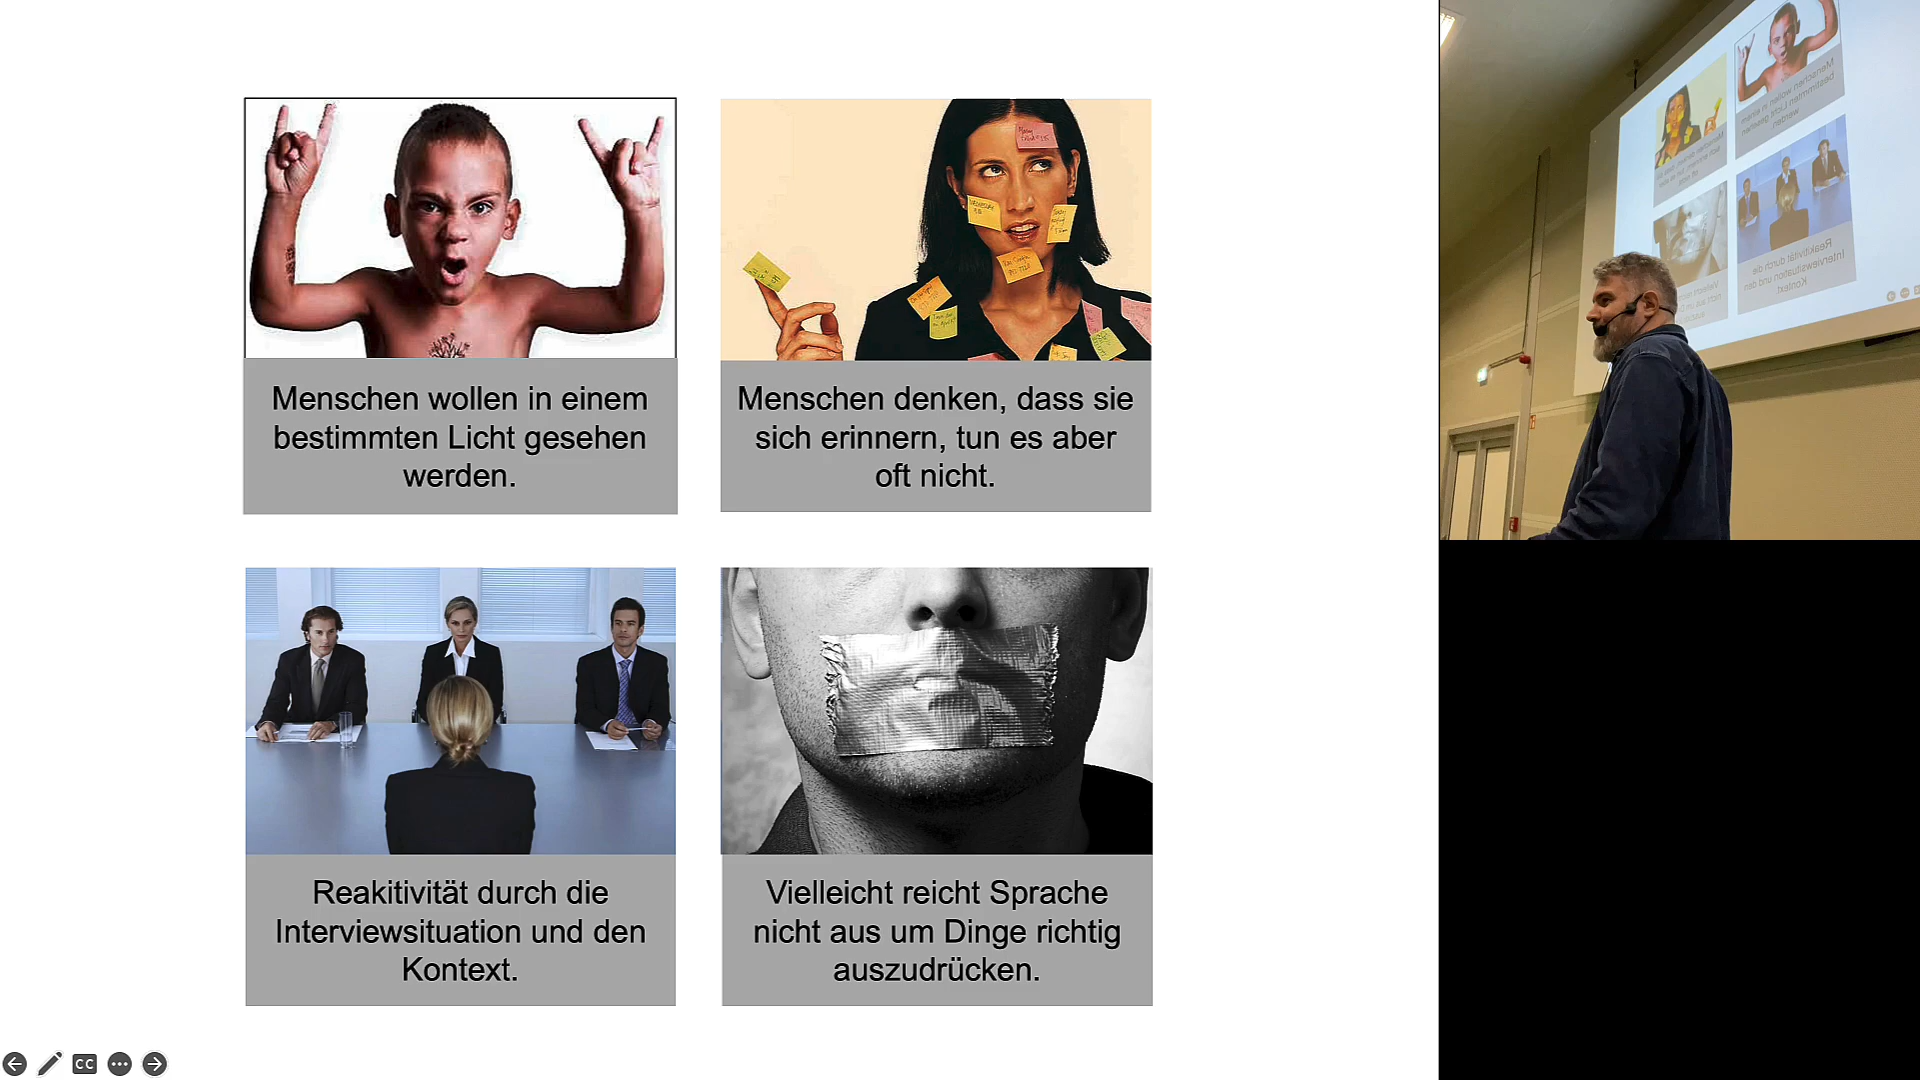 Menschen wollen in einem
bestimmten Licht gesehen
werden.
Menschen denken, dass sie
sich erinnern, tun es aber
oft nicht.
Reakitivität durch die
Interviewsituation und den
Kontext.
Vielleicht reicht Sprache
nicht aus um Dinge richtig
auszudrücken.
CC